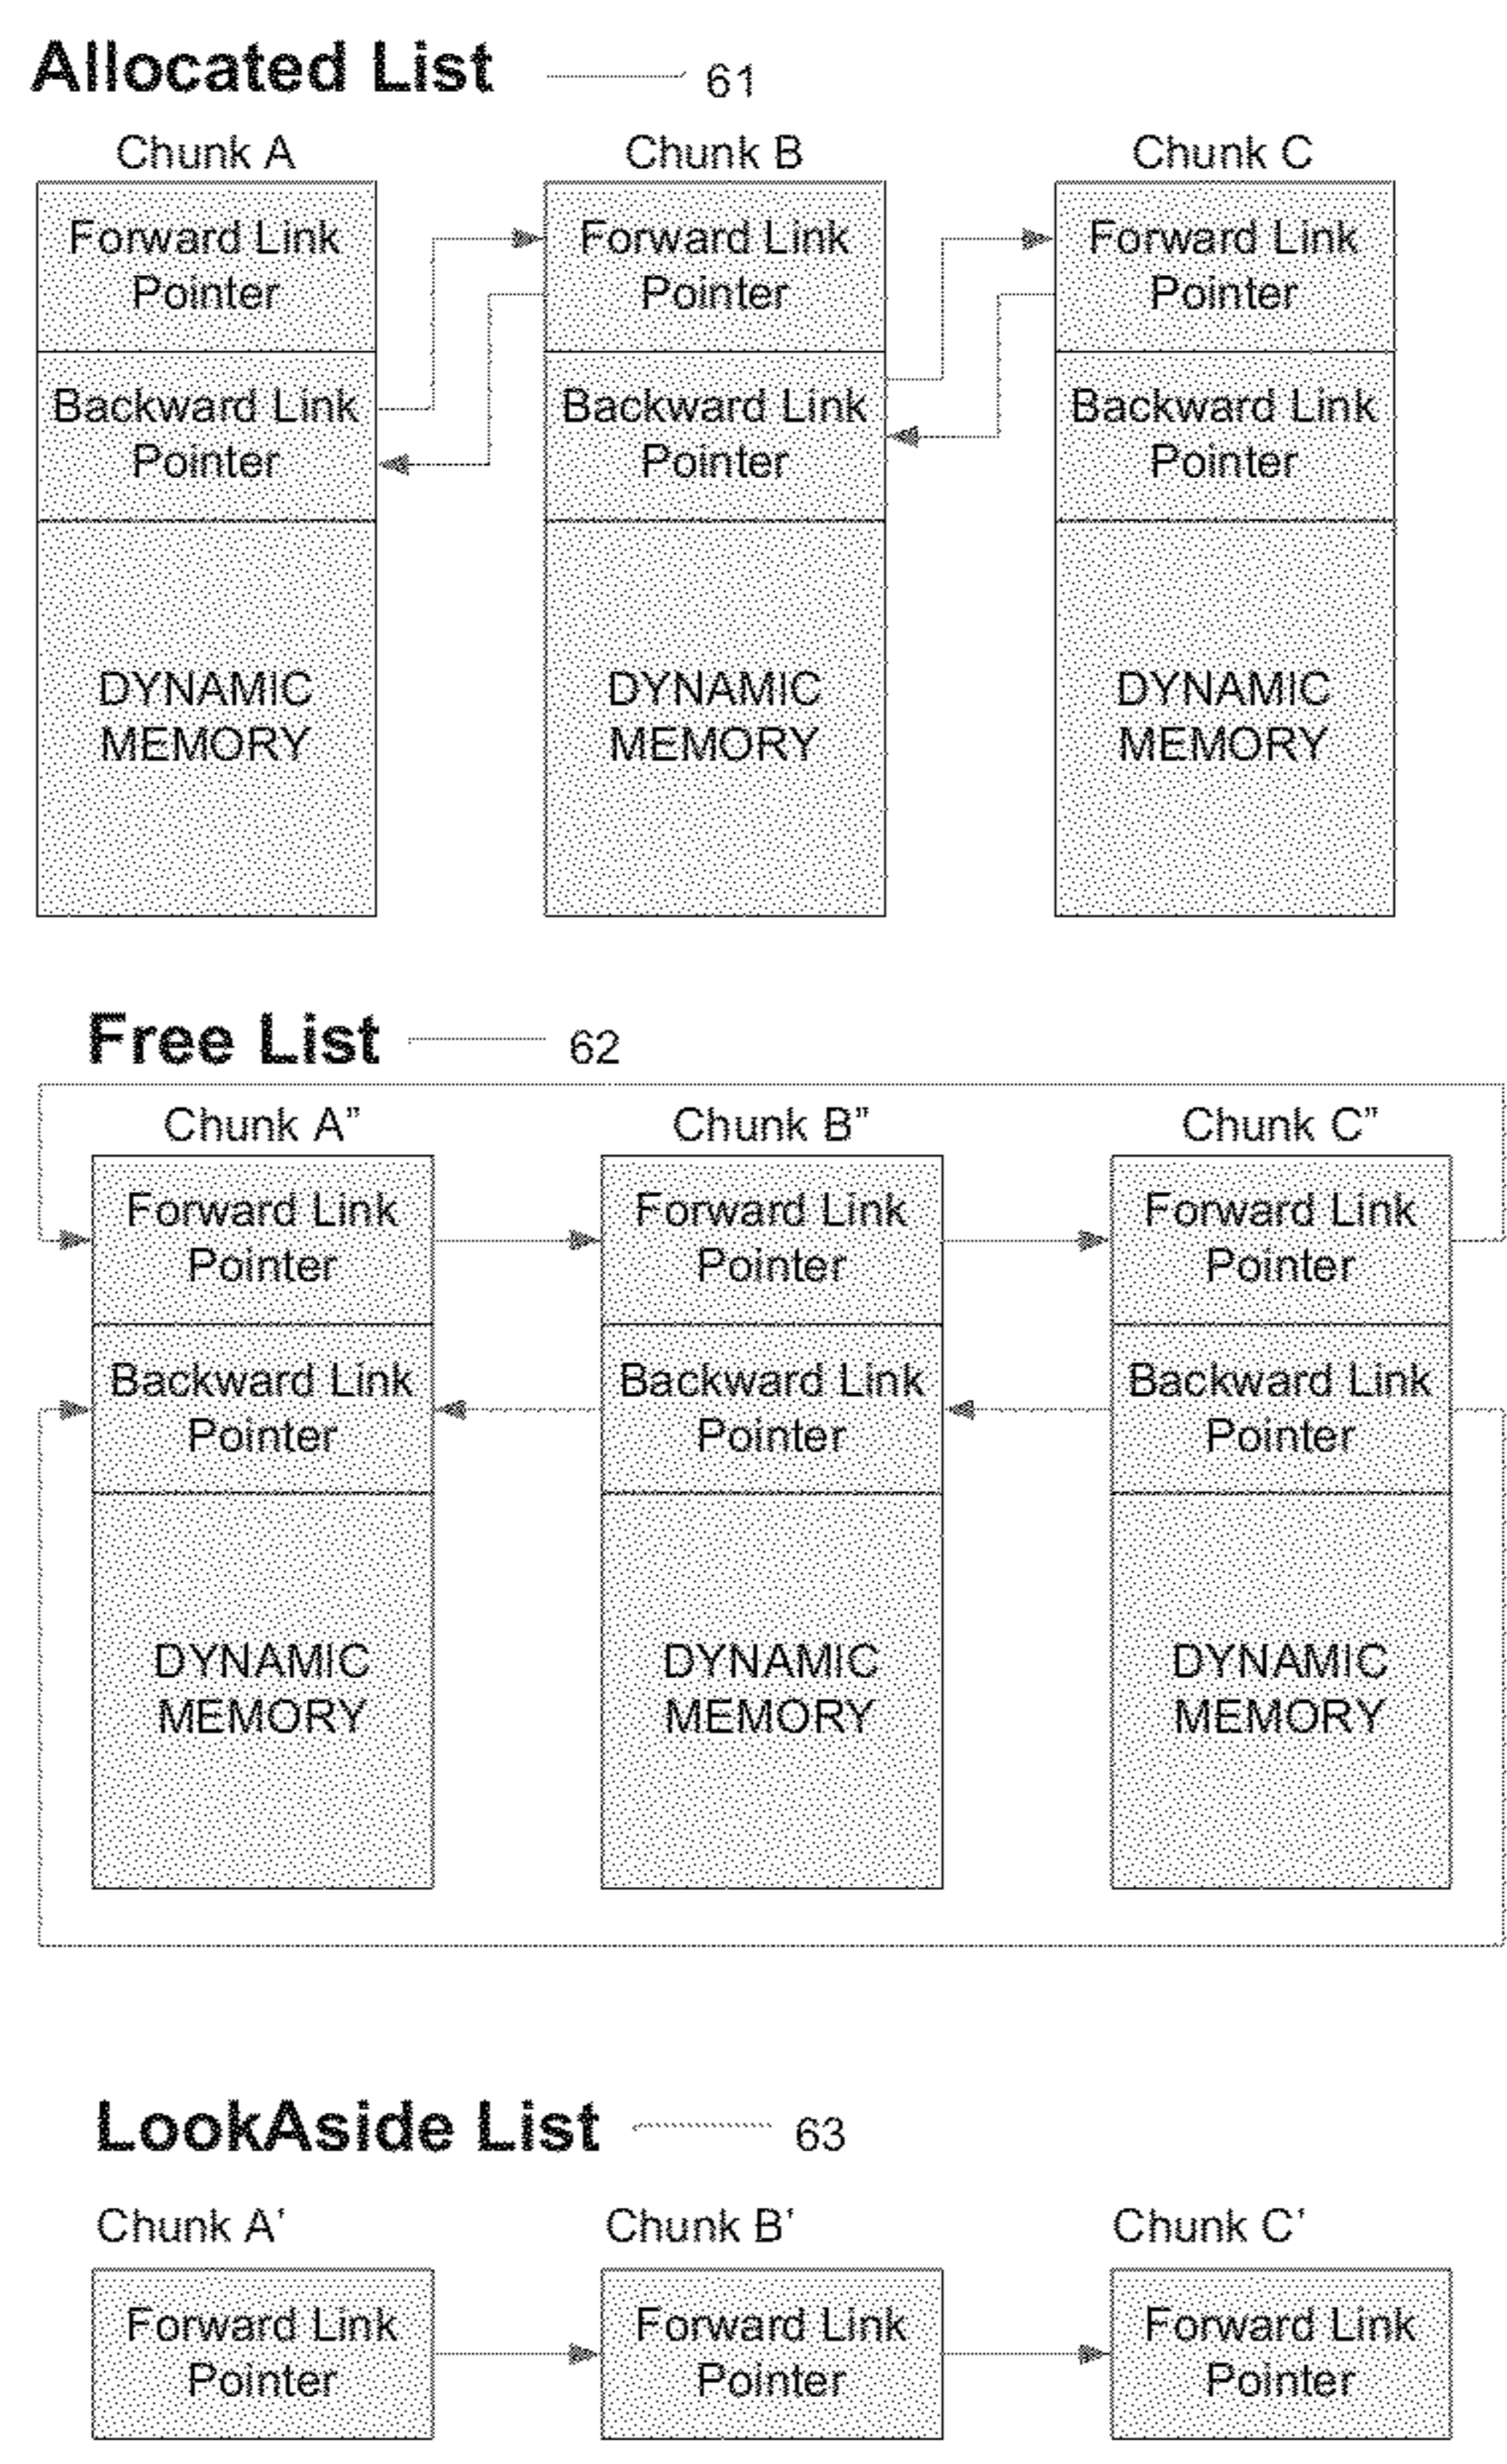 Allocated List 61
Chunk A Chunk B Chunk C
Forward Link Forward Link Forward Link
Pointer Pointer Pointer
Backward Link Backward Link Backward Link
Pointer Pointer Pointer
DYNAMIC DYNAMIC DYNAMIC
MEMORY MEMORY MEMORY
Free List 62
Chunk A” Chunk B” Chunk C”
Forward Link Forward Link Forward Link
Pointer Pointer Pointer
Backward Link Backward Link Backward Link
Pointer Pointer Pointer
DYNAMIC DYNAMIC DYNAMIC
MEMORY MEMORY MEMORY
LookAside List 63
Chunk A' Chunk B' Chunk C'
Forward Link Forward Link Forward Link
Pointer Pointer Pointer